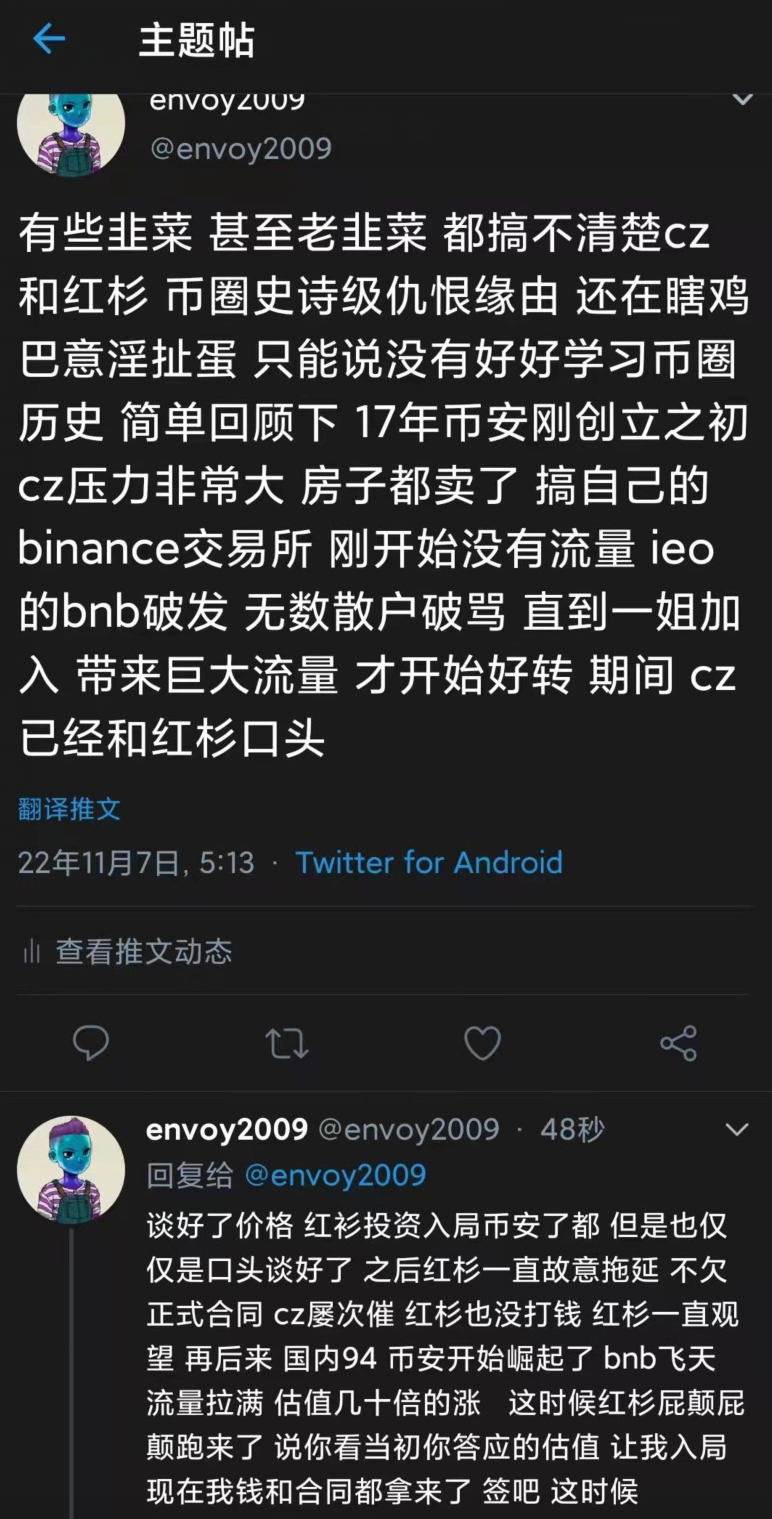 主题帖
envoy2009
@envoy2009
有些韭菜 甚至老韭菜 都搞不清楚cz
和红杉 币圈史诗级仇恨缘由 还在瞎鸡
巴意淫扯蛋 只能说没有好好学习币圈
历史 简单回顾下 17年币安刚创立之初
cz压力非常大 房子都卖了 搞自己的
binance交易所 刚开始没有流量 ieo
的bnb破发 无数散户破骂 直到一姐加
入 带来巨大流量 才开始好转 期间 cz
已经和红杉口头
翻译推文
22年11月7日, 5:13 · Twitter for Android
查看推文动态
envoy2009 @envoy2009 · 48秒
回复给 @envoy2009
谈好了价格 红衫投资入局币安了都 但是也仅
仅是口头谈好了 之后红杉一直故意拖延 不欠
正式合同 cz屡次催 红杉也没打钱 红杉一直观
望 再后来 国内94 币安开始崛起了 bnb飞天
流量拉满 估值几十倍的涨 这时候红杉屁颠屁
颠跑来了 说你看当初你答应的估值 让我入局
现在我钱和合同都拿来了 签吧 这时候